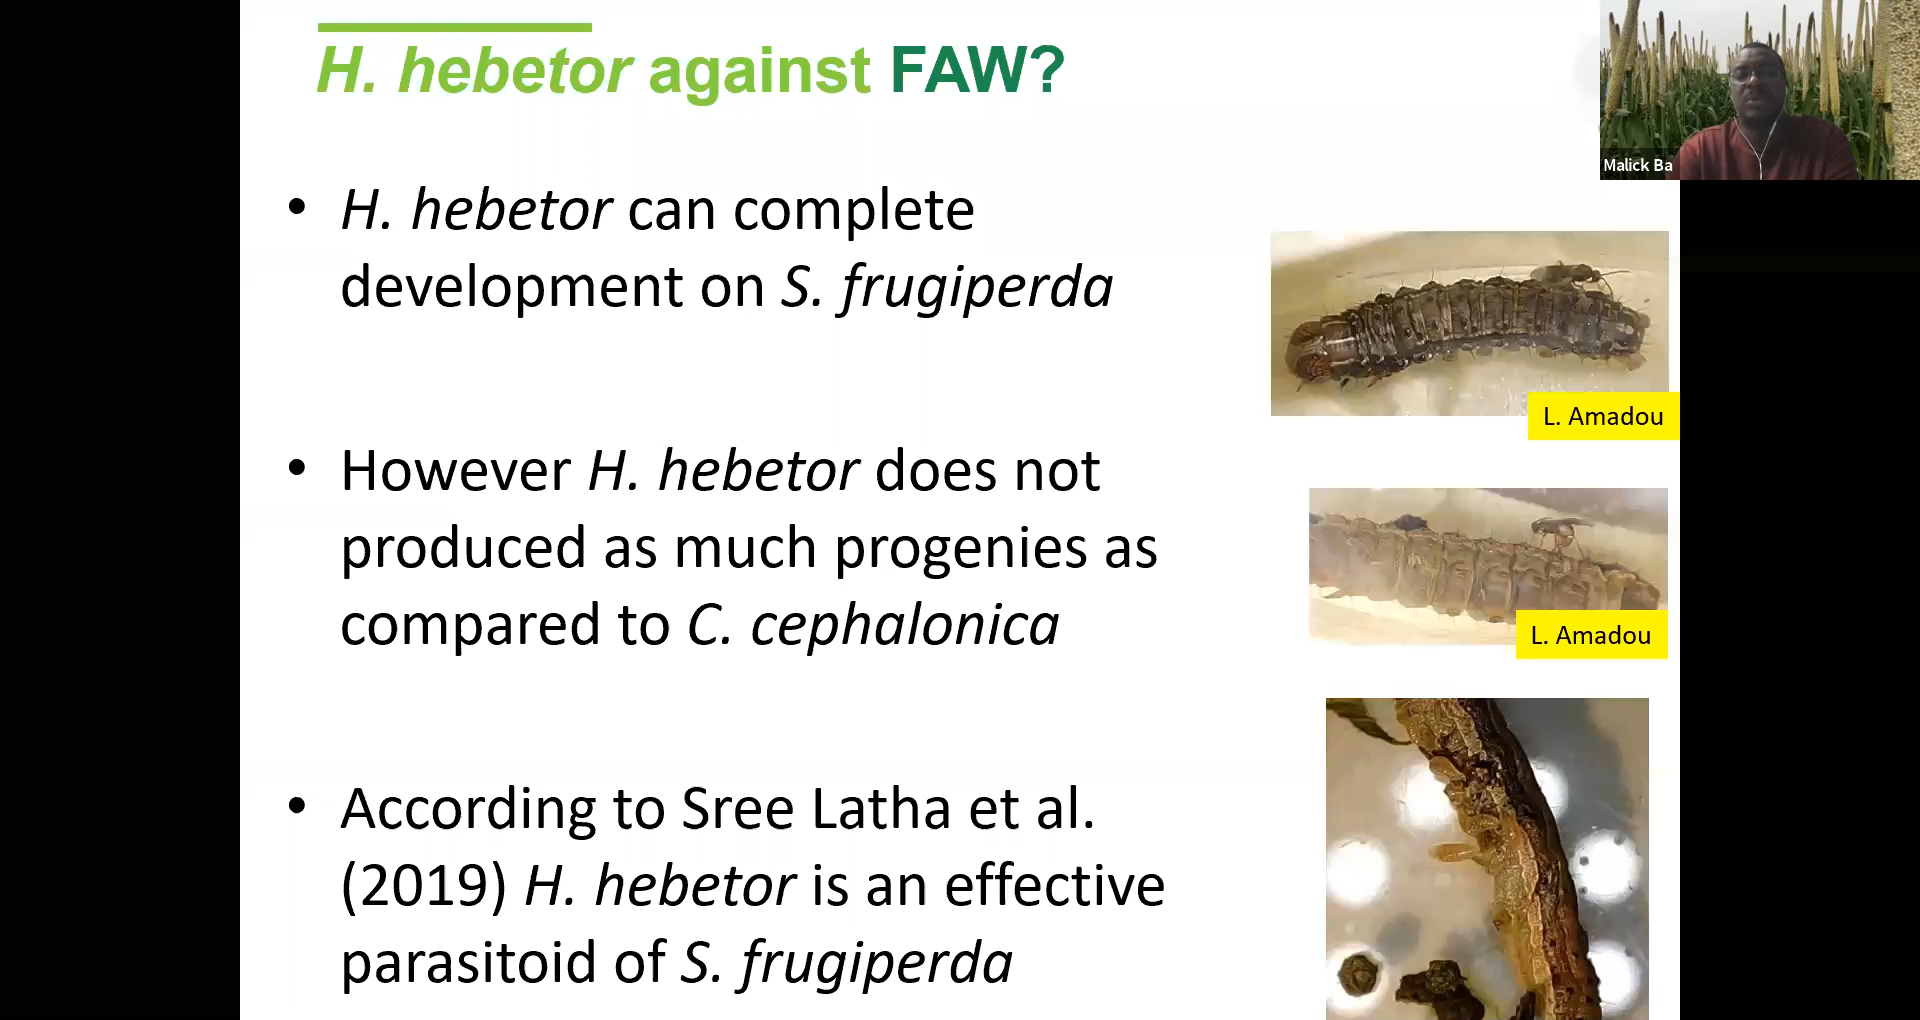 H. hebetor against FAW?
Malick Ba
• H. hebetor can complete
development on S. frugiperda
L. Amadou
• However H. hebetor does not
produced as much progenies as
compared to C. cephalonica
L. Amadou
• According to Sree Latha et al.
(2019) H. hebetor is an effective
parasitoid of S. frugiperda